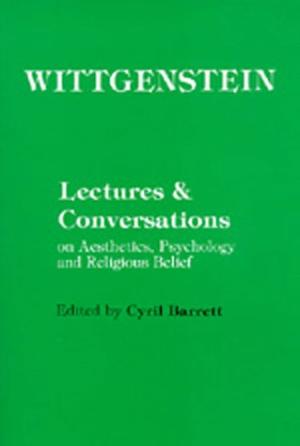 WITTGENSTEIN
Lectures &
Conversations
on Aesthetics, Psychology
and Religious Belief
Edited by Cyril Barrett